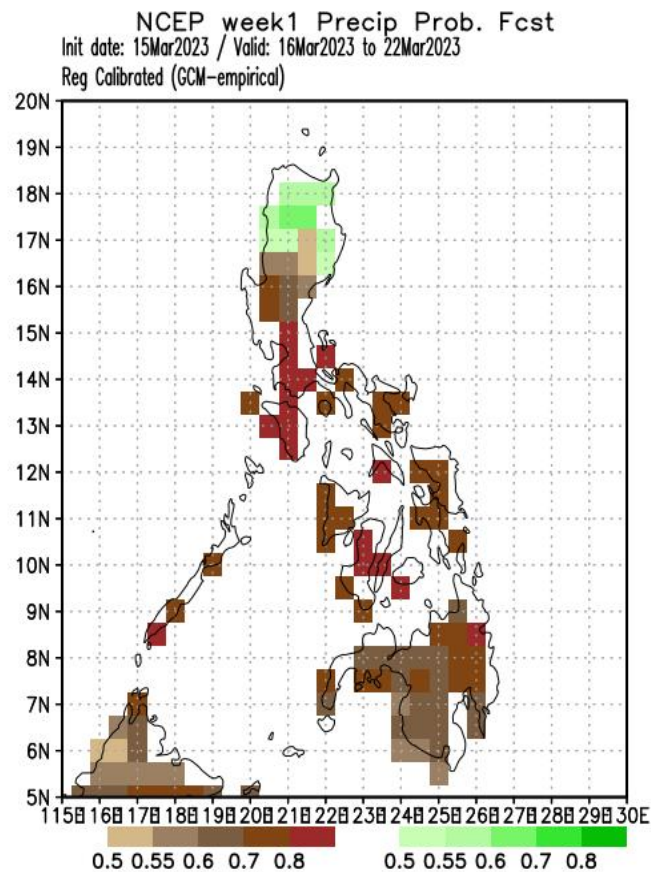 NCEP week1 Precip Prob. Fcst
Init date: 15Mar2023 / Valid: 16Mar2023 to 22Mar2023
Reg Calibrated (GCM-empirical)
20N
19N
18N
17N
16N
15N
14N
13N
12N
11N
10N
9N
8N
7N
6N
5N
115E 116E 117E 118E 119E 120E 121E 122E 123E 124E 125E 126E 127E 128E 129E 130E
0.5 0.55 0.6 0.7 0.8 0.5 0.55 0.6 0.7 0.8